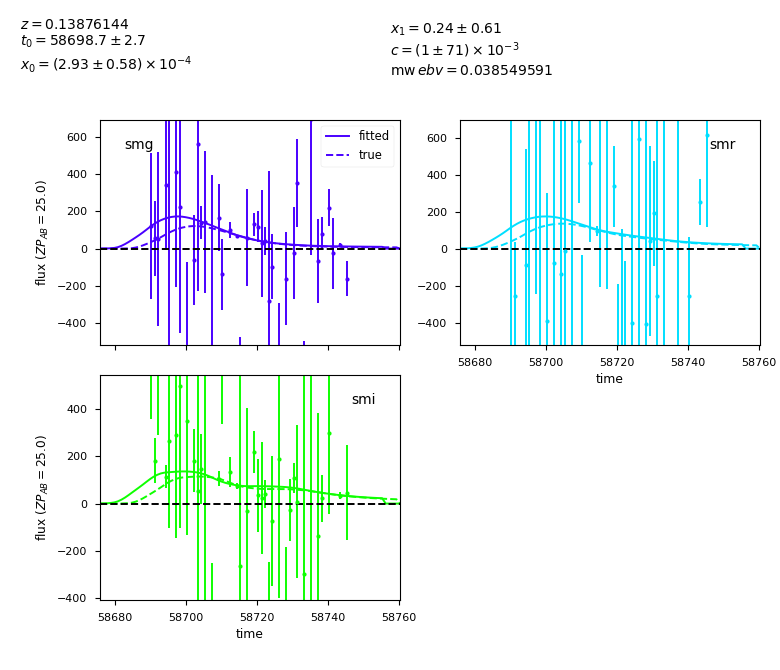 z = 0.13876144
t₀ = 58698.7 ± 2.7
x₀ = (2.93 ± 0.58) × 10⁻⁴
x₁ = 0.24 ± 0.61
c = (1 ± 71) × 10⁻³
mw ebv = 0.038549591
smg
fitted
true
600
400
200
0
−200
−400
flux (ZP_AB = 25.0)
smr
600
400
200
0
−200
−400
58680 58700 58720 58740 58760
time
smi
400
200
0
−200
−400
flux (ZP_AB = 25.0)
58680 58700 58720 58740 58760
time